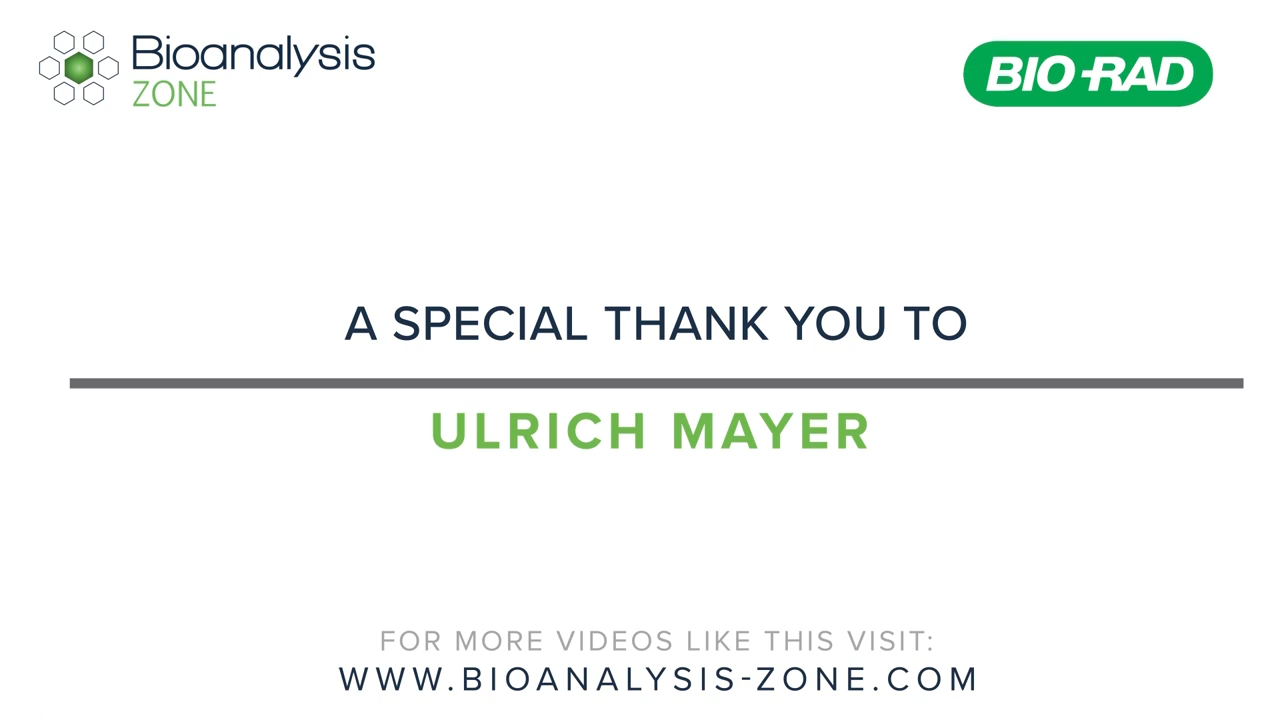 Bioanalysis
ZONE
BIO-RAD
A SPECIAL THANK YOU TO
ULRICH MAYER
FOR MORE VIDEOS LIKE THIS VISIT:
WWW.BIOANALYSIS-ZONE.COM